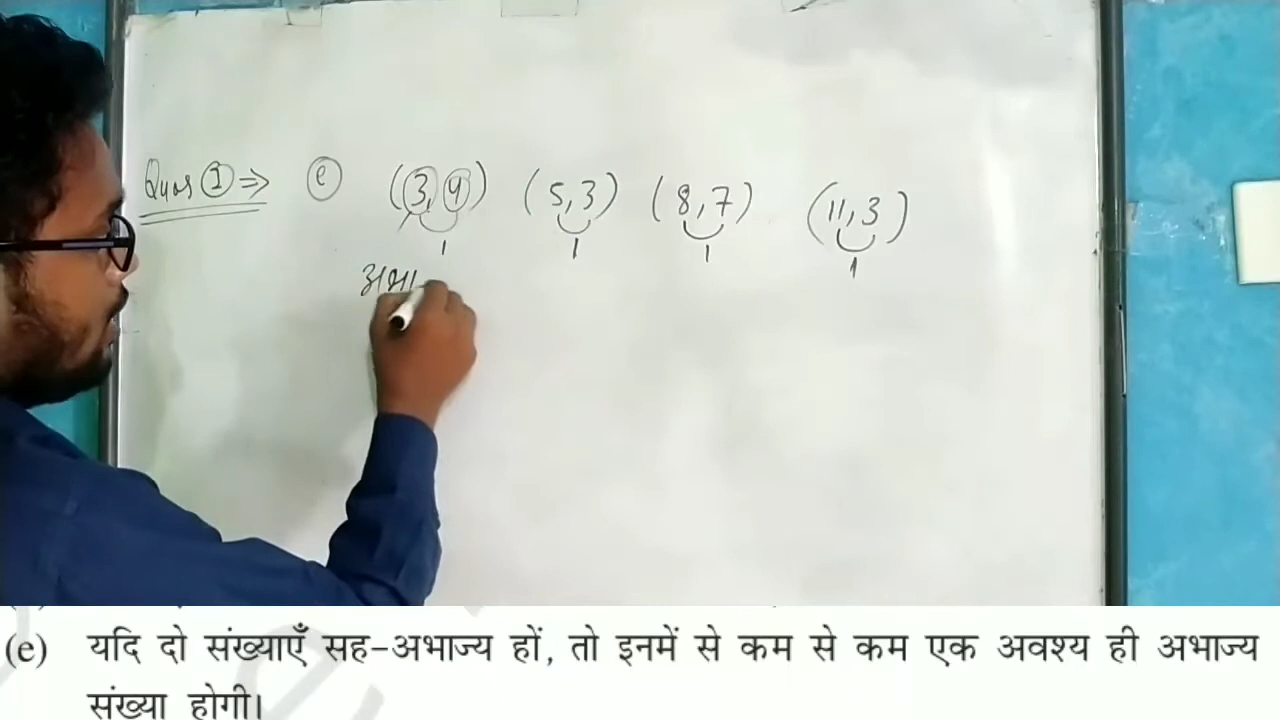 Ques 1 ⇒ (e) (3, 4) (5, 3) (8, 7) (11, 3)
1 1 1 1
अभा
(e) यदि दो संख्याएँ सह-अभाज्य हों, तो इनमें से कम से कम एक अवश्य ही अभाज्य
संख्या होगी।